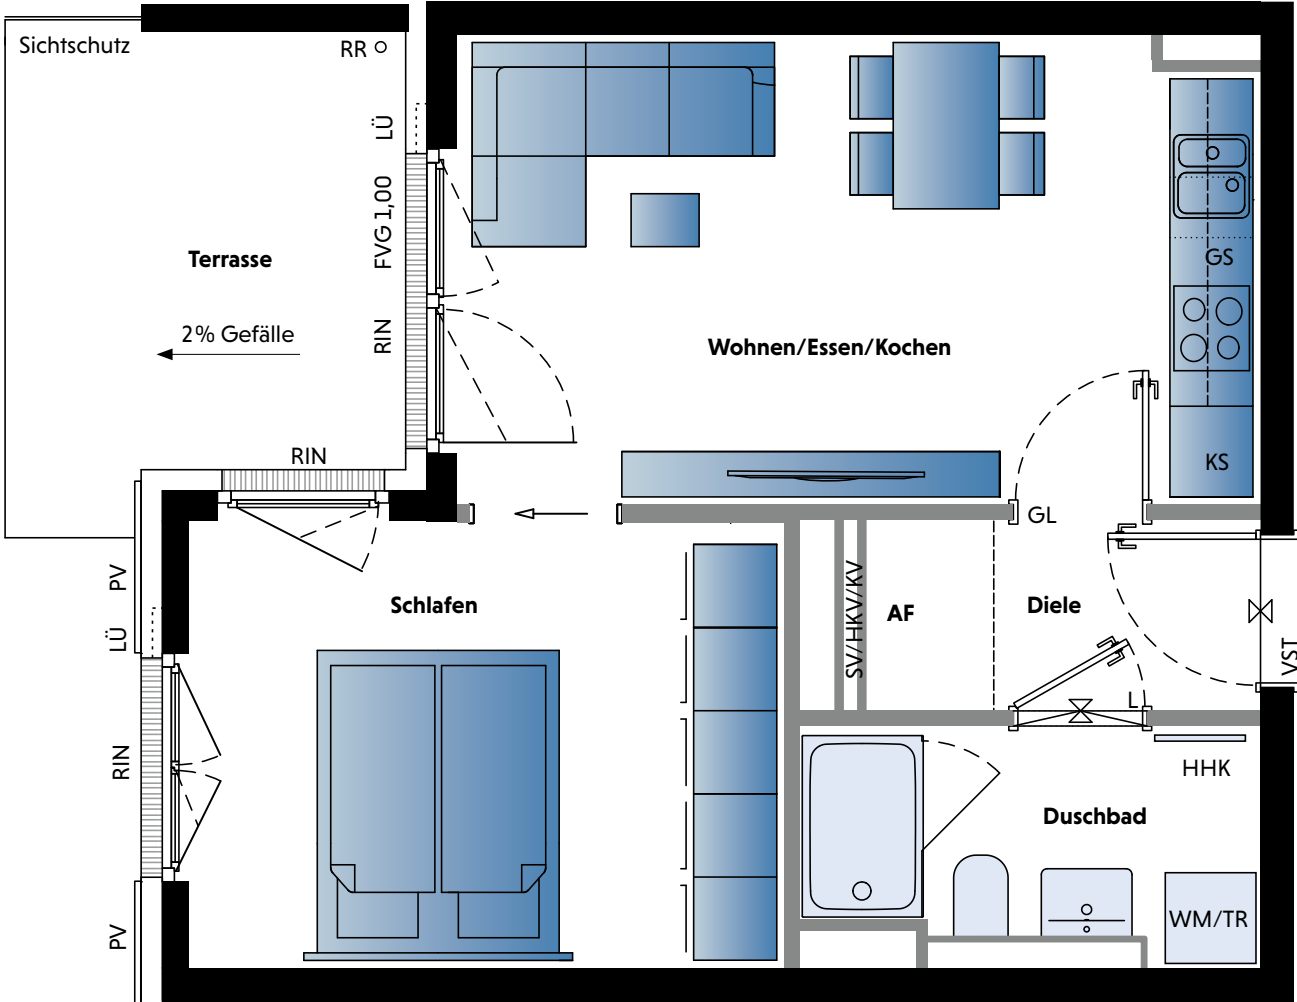 Sichtschutz
RR
LÜ
FVG 1,00
RIN
Terrasse
2% Gefälle
RIN
Wohnen/Essen/Kochen
GS
KS
GL
PV
LÜ
RIN
PV
Schlafen
SV/HKV/KV
AF
Diele
VST
L
HHK
Duschbad
WM/TR